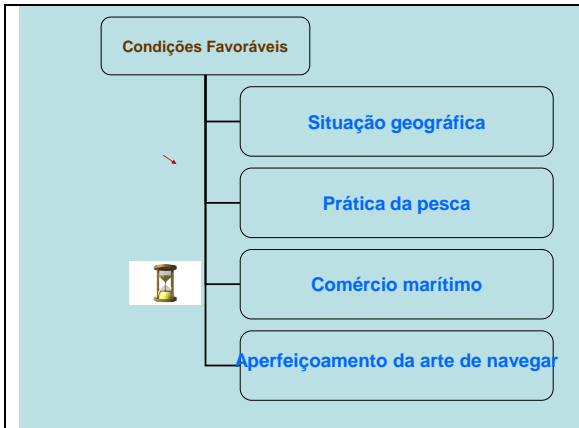 Condições Favoráveis
Situação geográfica
Prática da pesca
Comércio marítimo
Aperfeiçoamento da arte de navegar